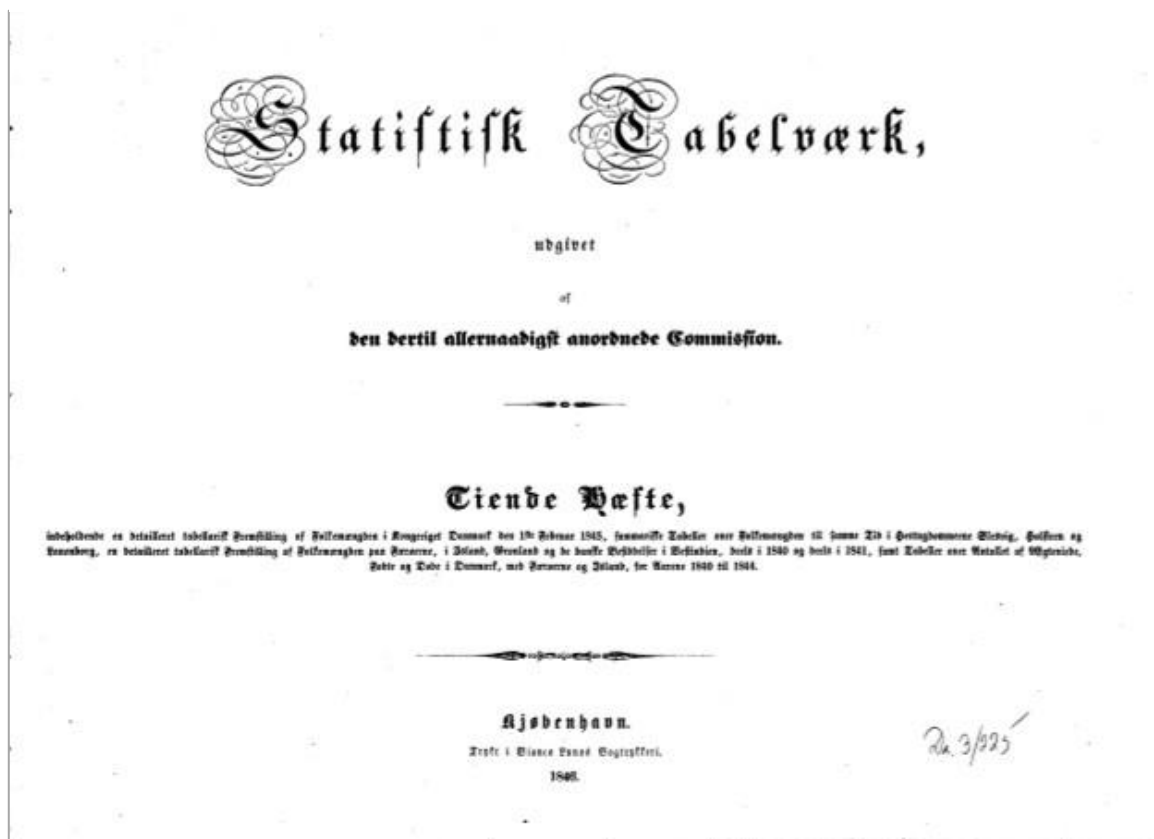 Statistisk Tabelværk,
udgivet
af
den dertil allernaadigst anordnede Commission.
Tiende Hæfte,
indeholdende en detailleret tabellarisk Fremstilling af Folkemængden i Kongeriget Danmark den 1ste Februar 1845, summariske Tabeller over Folkemængden til samme Tid i Hertugdømmerne Slesvig, Holsteen og
Lauenborg, en detailleret tabellarisk Fremstilling af Folkemængden paa Færøerne, i Island, Grønland og de danske Besiddelser i Vestindien, deels i 1840 og deels i 1841, samt Tabeller over Antallet af Ægteviede,
Fødte og Døde i Danmark, med Færøerne og Island, for Aarene 1840 til 1844.
Kjøbenhavn.
Trykt i Bianco Lunos Bogtrykkeri.
1846.
Da. 3/325